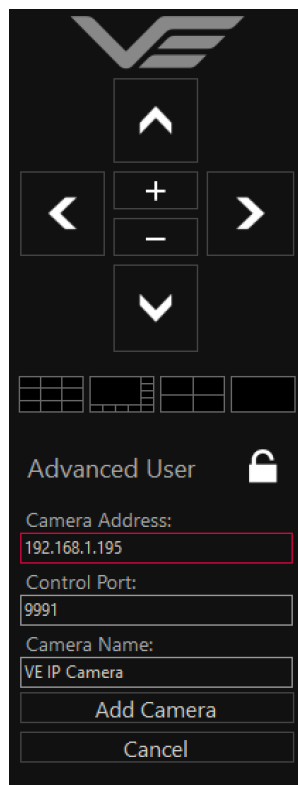 VE
+
−
Advanced User
Camera Address:
192.168.1.195
Control Port:
9991
Camera Name:
VE IP Camera
Add Camera
Cancel